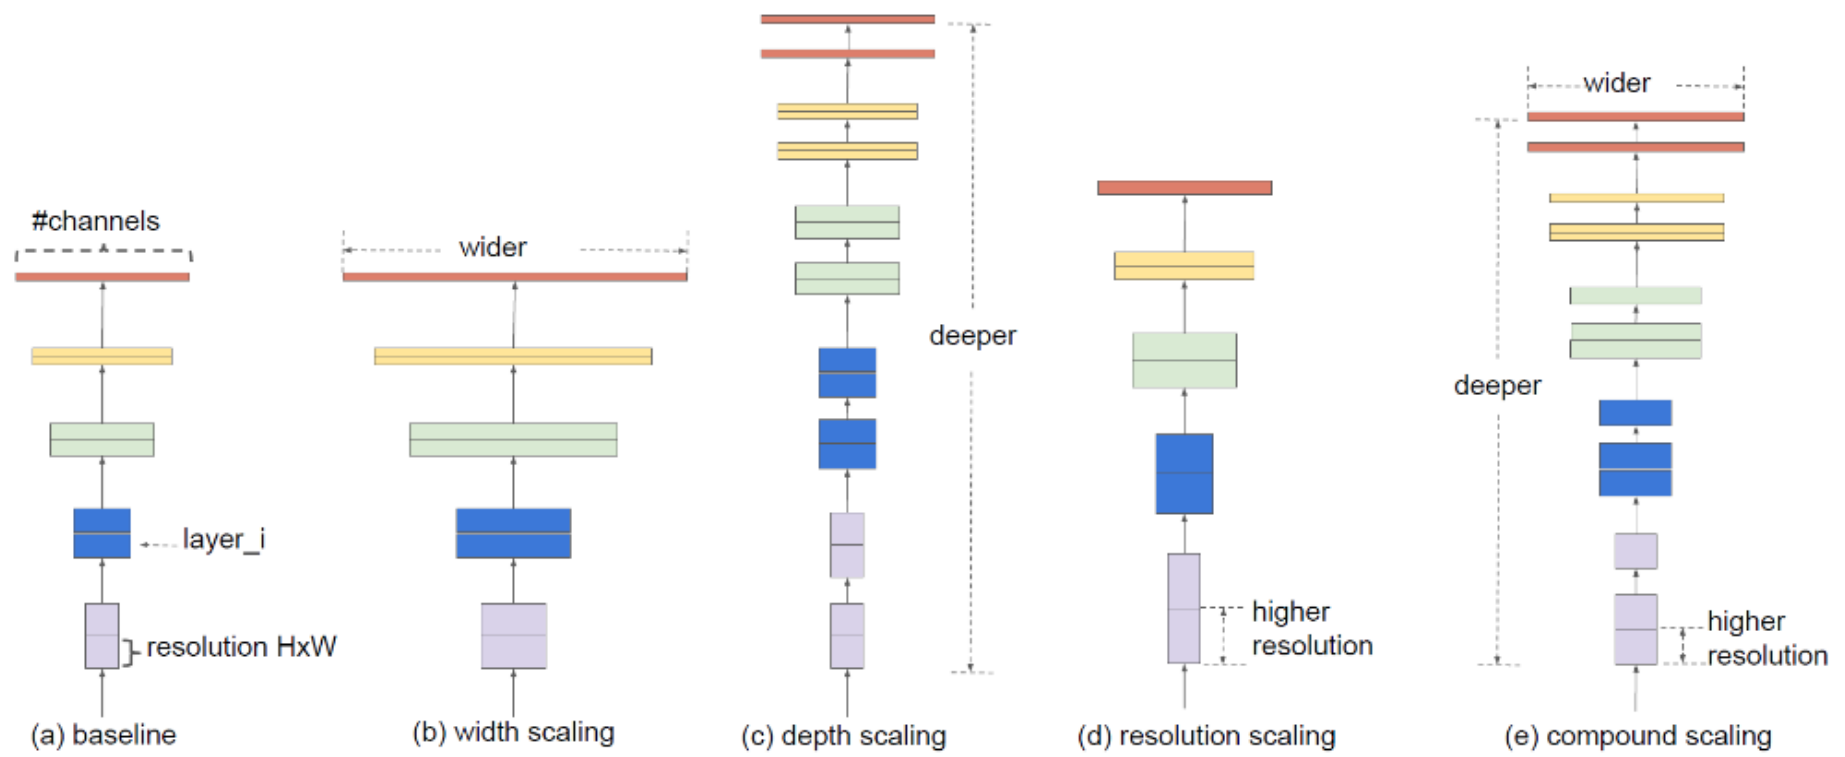 #channels
layer_i
resolution HxW
(a) baseline
wider
(b) width scaling
deeper
(c) depth scaling
higher
resolution
(d) resolution scaling
wider
deeper
higher
resolution
(e) compound scaling